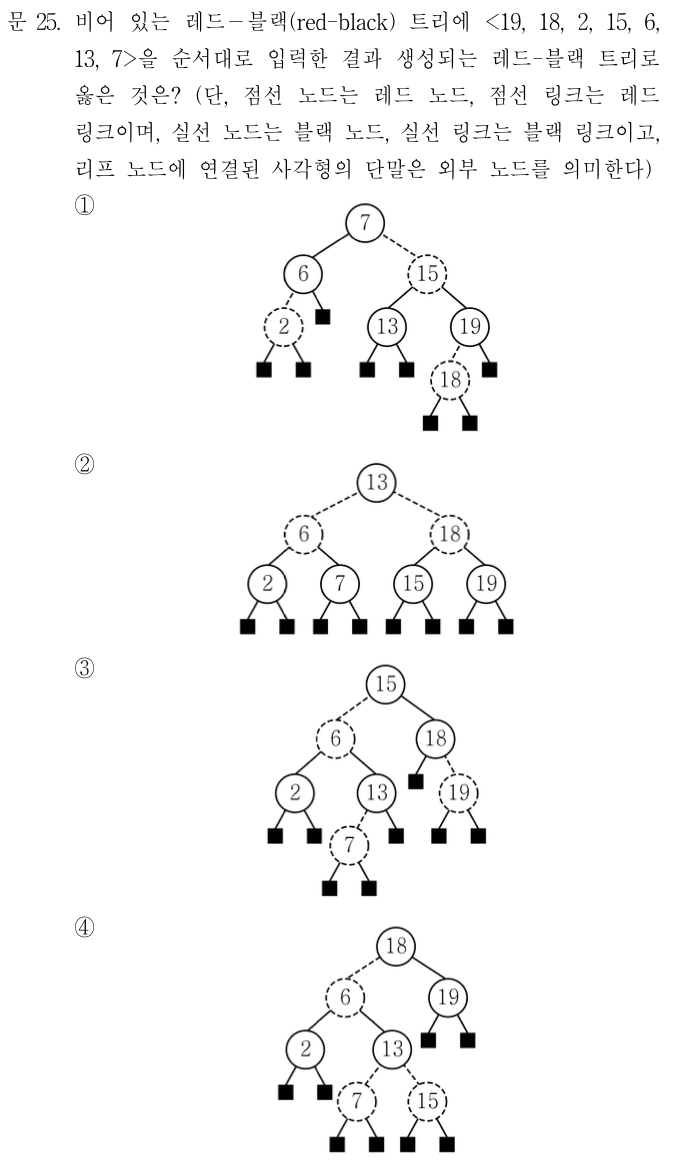 문 25. 비어 있는 레드－블랙(red-black) 트리에 <19, 18, 2, 15, 6,
13, 7>을 순서대로 입력한 결과 생성되는 레드-블랙 트리로
옳은 것은? (단, 점선 노드는 레드 노드, 점선 링크는 레드
링크이며, 실선 노드는 블랙 노드, 실선 링크는 블랙 링크이고,
리프 노드에 연결된 사각형의 단말은 외부 노드를 의미한다)
①
7
6 15
2 13 19
18
②
13
6 18
2 7 15 19
③
15
6 18
2 13 19
7
④
18
6 19
2 13
7 15